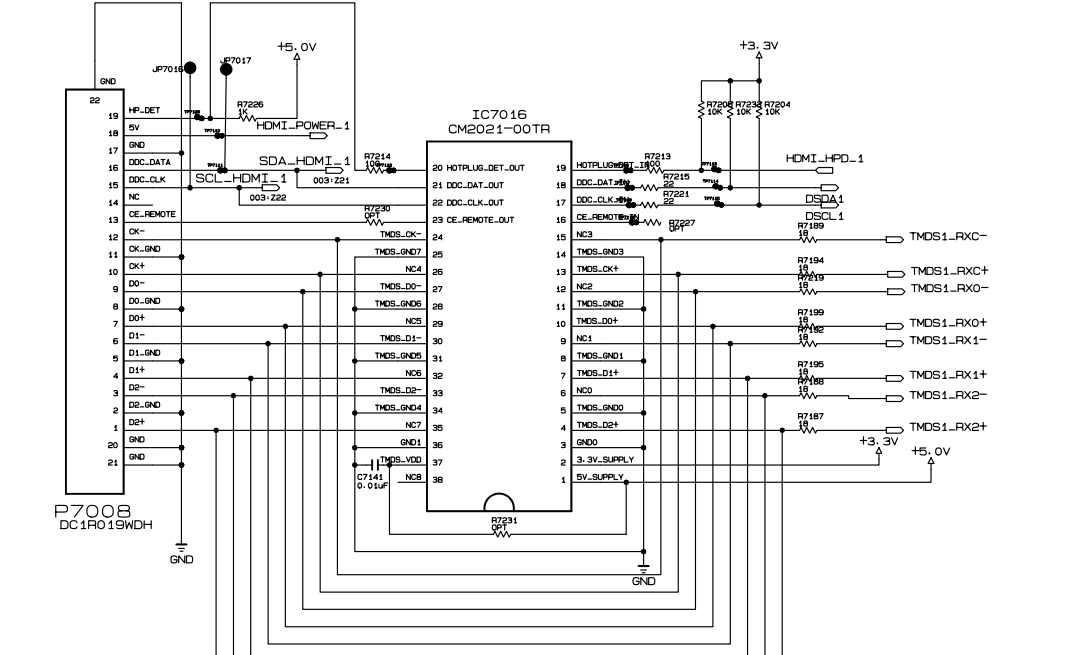 +5.0V
+3.3V
JP7016
JP7017
GND
22
R7226
1K
HDMI_POWER_1
IC7016
CM2021-00TR
R7204
10K
10K
10K
19 HP_DET
18 5V
17 GND
16 DDC_DATA
15 DDC_CLK
14 NC
13 CE_REMOTE
12 CK-
11 CK_GND
10 CK+
9 D0-
8 D0_GND
7 D0+
6 D1-
5 D1_GND
4 D1+
3 D2-
2 D2_GND
1 D2+
20 GND
21 GND
P7008
DC1R019WDH
GND
SDA_HDMI_1
003:Z21
SCL_HDMI_1
003:Z22
R7214
R7230
OPT
20 HOTPLUG_DET_OUT
21 DDC_DAT_OUT
22 DDC_CLK_OUT
23 CE_REMOTE_OUT
TMDS_CK- 24
TMDS_GND7 25
NC4 26
TMDS_D0- 27
TMDS_GND6 28
NC5 29
TMDS_D1- 30
TMDS_GND5 31
NC6 32
TMDS_D2- 33
TMDS_GND4 34
NC7 35
GND1 36
TMDS_VDD 37
NC8 38
C7141
0.01uF
R7231
OPT
19
18
17
16
15 NC3
14 TMDS_GND3
13 TMDS_CK+
12 NC2
11 TMDS_GND2
10 TMDS_D0+
9 NC1
8 TMDS_GND1
7 TMDS_D1+
6 NC0
5 TMDS_GND0
4 TMDS_D2+
3 GND0
2 3.3V_SUPPLY
1 5V_SUPPLY
GND
R7213
R7215
22
R7221
22
R7227
OPT
HDMI_HPD_1
DSDA1
DSCL1
R7189
18
TMDS1_RXC-
R7194
18
TMDS1_RXC+
R7219
18
TMDS1_RX0-
R7199
18
TMDS1_RX0+
R7192
18
TMDS1_RX1-
R7195
18
TMDS1_RX1+
R7188
18
TMDS1_RX2-
R7187
18
TMDS1_RX2+
+3.3V
+5.0V